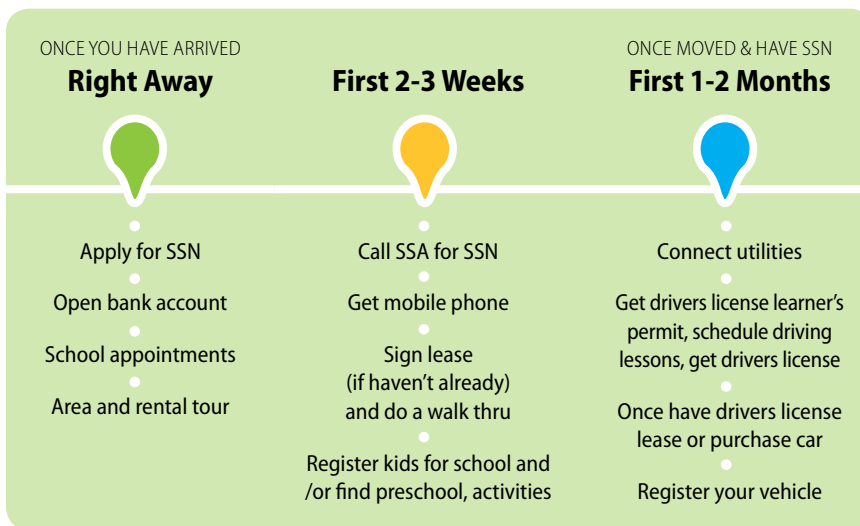 ONCE YOU HAVE ARRIVED
Right Away
Apply for SSN
Open bank account
School appointments
Area and rental tour
First 2-3 Weeks
Call SSA for SSN
Get mobile phone
Sign lease
(if haven't already)
and do a walk thru
Register kids for school and
/or find preschool, activities
ONCE MOVED & HAVE SSN
First 1-2 Months
Connect utilities
Get drivers license learner's
permit, schedule driving
lessons, get drivers license
Once have drivers license
lease or purchase car
Register your vehicle